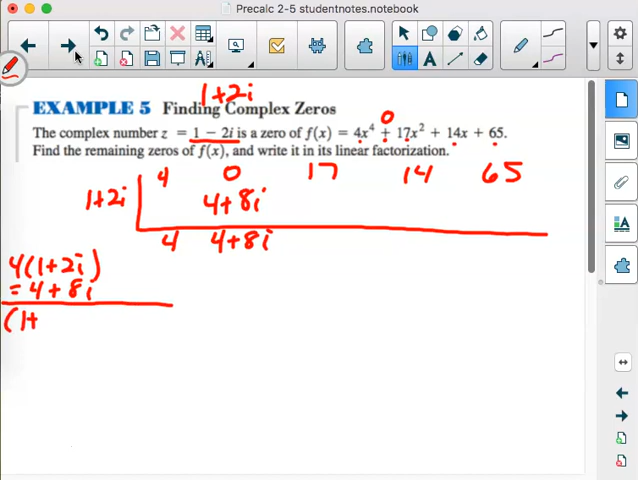 Precalc 2-5 studentnotes.notebook
1+2i
EXAMPLE 5 Finding Complex Zeros
0
The complex number z = 1 − 2i is a zero of f(x) = 4x⁴ + 17x² + 14x + 65.
Find the remaining zeros of f(x), and write it in its linear factorization.
4 0 17 14 65
1+2i 4+8i
4 4+8i
4(1+2i)
= 4+8i
(1+